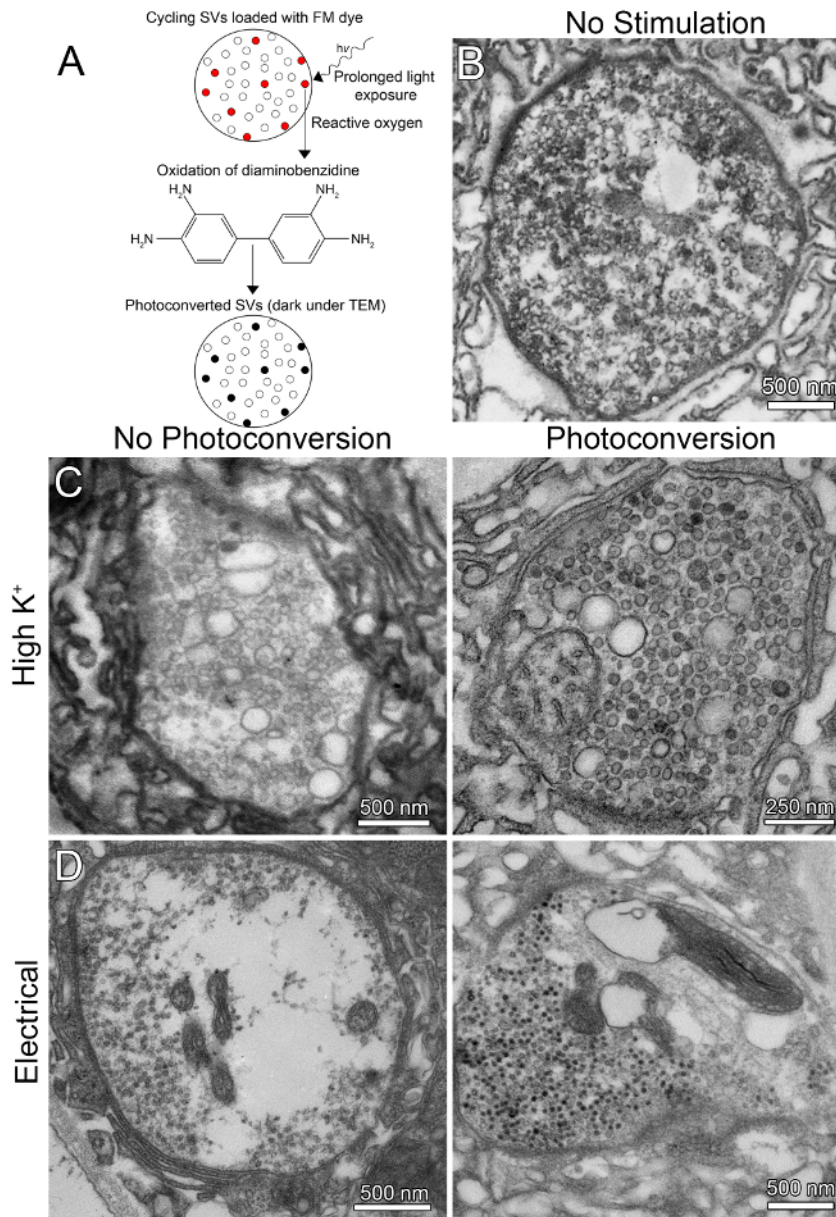 Cycling SVs loaded with FM dye
No Stimulation
A
hν
Prolonged light
exposure
Reactive oxygen
Oxidation of diaminobenzidine
H₂N
NH₂
H₂N
NH₂
Photoconverted SVs (dark under TEM)
B
500 nm
No Photoconversion
Photoconversion
High K⁺
C
500 nm
250 nm
Electrical
D
500 nm
500 nm